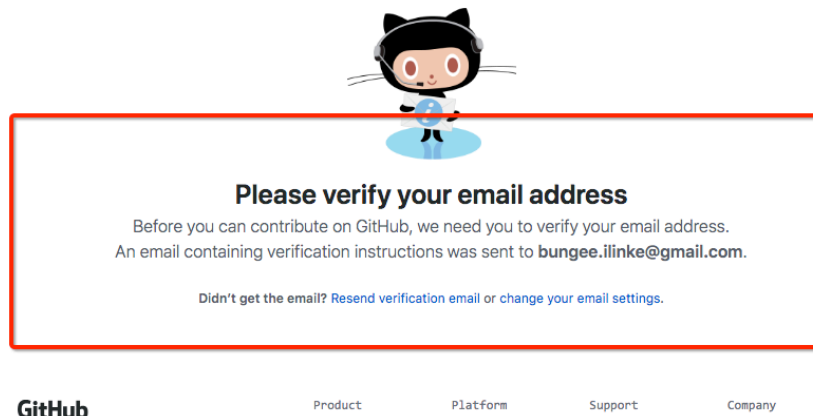 Please verify your email address
Before you can contribute on GitHub, we need you to verify your email address.
An email containing verification instructions was sent to bungee.ilinke@gmail.com.
Didn't get the email? Resend verification email or change your email settings.
GitHub Product Platform Support Company